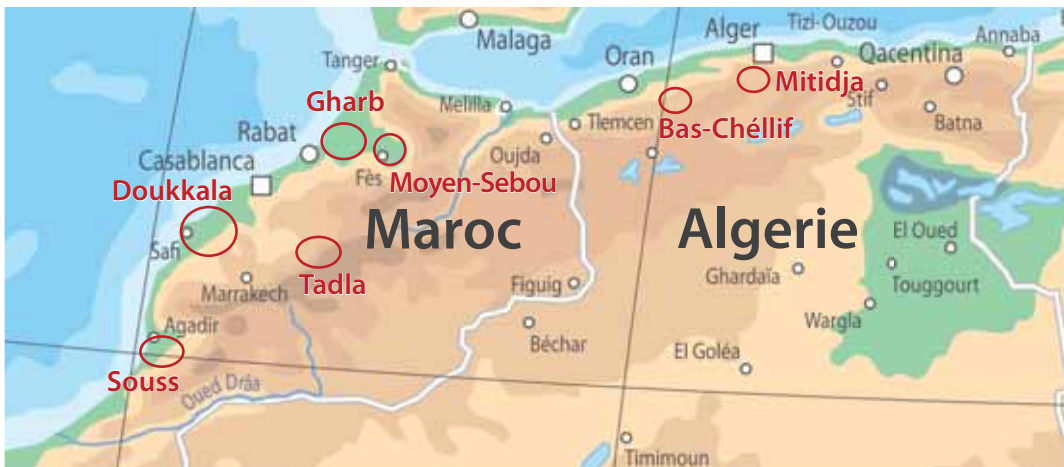 Malaga
Alger
Tizi-Ouzou
Annaba
Tanger
Oran
Qacentina
Mitidja
Stif
Gharb
Melilla
Bas-Chéllif
Batna
Rabat
Tlemcen
Casablanca
Oujda
Fès
Moyen-Sebou
Doukkala
Maroc
Algerie
El Oued
Safi
Tadla
Ghardaïa
Touggourt
Marrakech
Figuig
Wargla
Agadir
Béchar
El Goléa
Souss
Oued Drâa
Timimoun